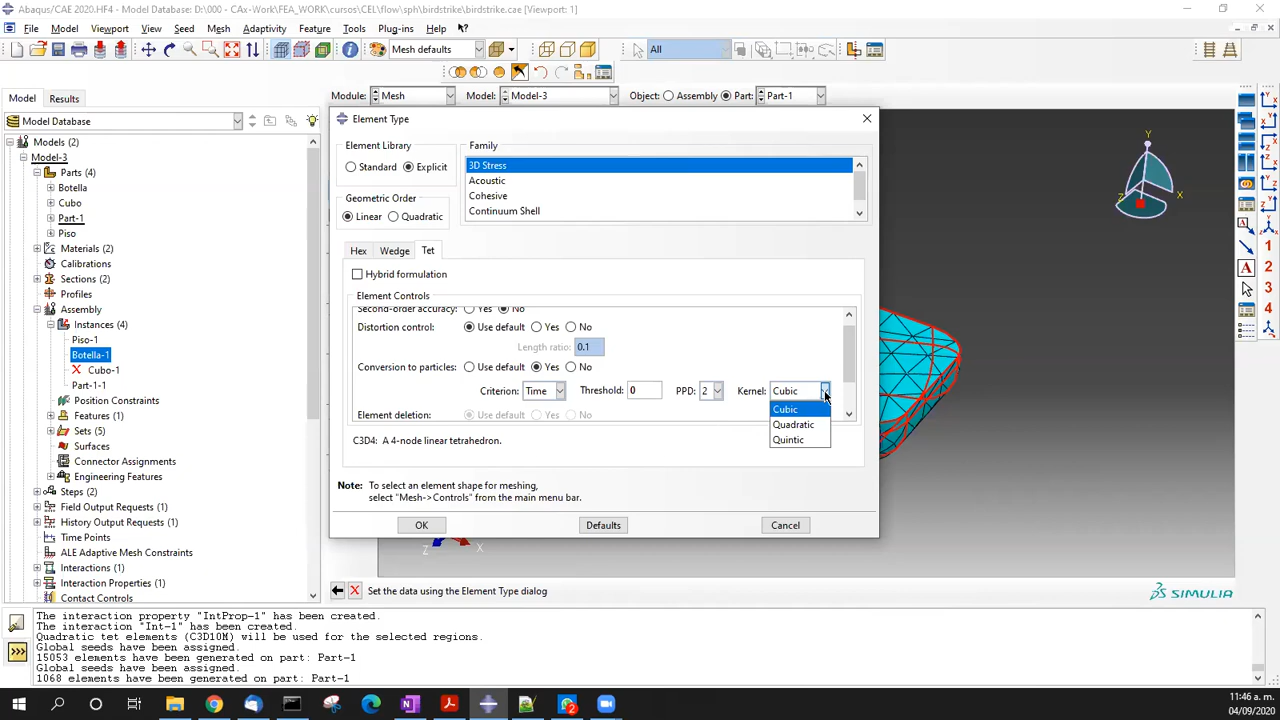 Abaqus/CAE 2020.HF4 - Model Database: D:\000 - CAx-Work\FEA_WORK\cursos\CEL\flow\sph\birdstrike\birdstrike.cae [Viewport: 1]
File Model Viewport View Seed Mesh Adaptivity Feature Tools Plug-ins Help
Mesh defaults All
Model Results Module: Mesh Model: Model-3 Object: Assembly Part: Part-1
Model Database
Models (2)
Model-3
Parts (4)
Botella
Cubo
Part-1
Piso
Materials (2)
Calibrations
Sections (2)
Profiles
Assembly
Instances (4)
Piso-1
Botella-1
Cubo-1
Part-1-1
Position Constraints
Features (1)
Sets (5)
Surfaces
Connector Assignments
Engineering Features
Steps (2)
Field Output Requests (1)
History Output Requests (1)
Time Points
ALE Adaptive Mesh Constraints
Interactions (1)
Interaction Properties (1)
Contact Controls
Element Type
Element Library Family
Standard Explicit
3D Stress
Acoustic
Cohesive
Continuum Shell
Geometric Order
Linear Quadratic
Hex Wedge Tet
Hybrid formulation
Element Controls
Second-order accuracy: Yes No
Distortion control: Use default Yes No
Length ratio: 0.1
Conversion to particles: Use default Yes No
Criterion: Time Threshold: 0 PPD: 2 Kernel: Cubic
Cubic
Quadratic
Quintic
Element deletion: Use default Yes No
C3D4: A 4-node linear tetrahedron.
Note: To select an element shape for meshing,
select "Mesh->Controls" from the main menu bar.
OK Defaults Cancel
Y
X
Z
Z X
1
2
3
4
A
Set the data using the Element Type dialog
SIMULIA
The interaction property "IntProp-1" has been created.
The interaction "Int-1" has been created.
Quadratic tet elements (C3D10M) will be used for the selected regions.
Global seeds have been assigned.
15053 elements have been generated on part: Part-1
Global seeds have been assigned.
1068 elements have been generated on part: Part-1
11:46 a. m.
04/09/2020